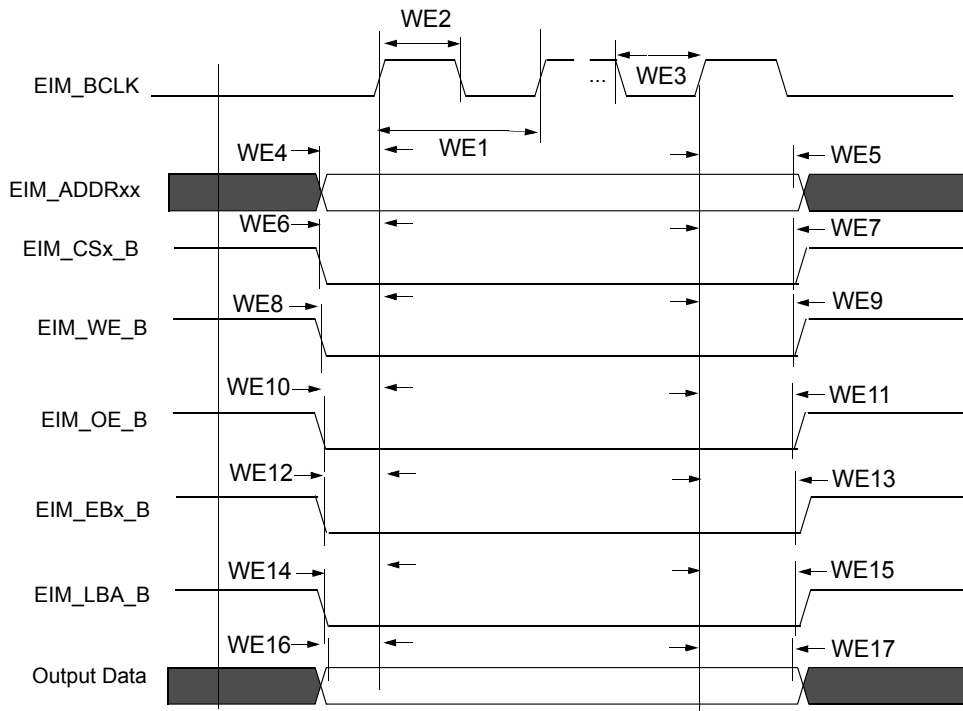 WE2
EIM_BCLK
...
WE3
WE4
WE1
WE5
EIM_ADDRxx
WE6
WE7
EIM_CSx_B
WE8
WE9
EIM_WE_B
WE10
WE11
EIM_OE_B
WE12
WE13
EIM_EBx_B
WE14
WE15
EIM_LBA_B
WE16
WE17
Output Data